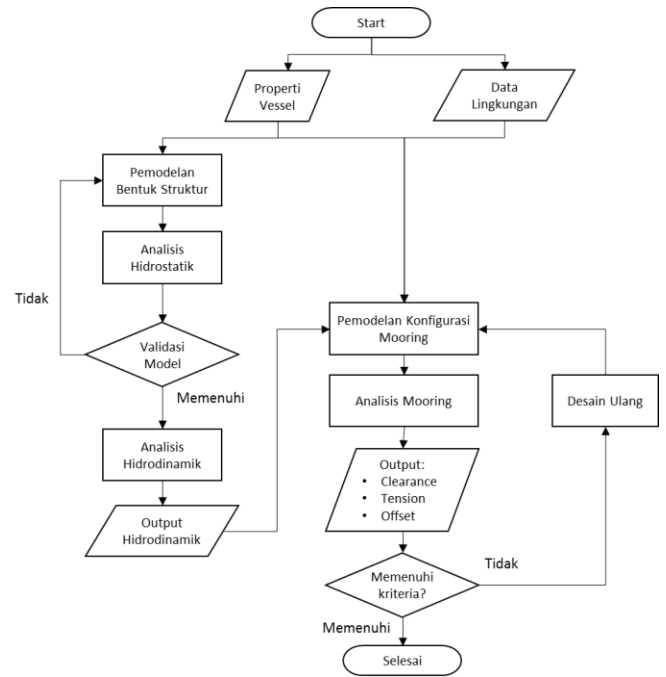 Start
Properti
Vessel
Data
Lingkungan
Pemodelan
Bentuk Struktur
Analisis
Hidrostatik
Tidak
Validasi
Model
Memenuhi
Analisis
Hidrodinamik
Output
Hidrodinamik
Pemodelan Konfigurasi
Mooring
Analisis Mooring
Desain Ulang
Output:
• Clearance
• Tension
• Offset
Memenuhi
kriteria?
Tidak
Memenuhi
Selesai